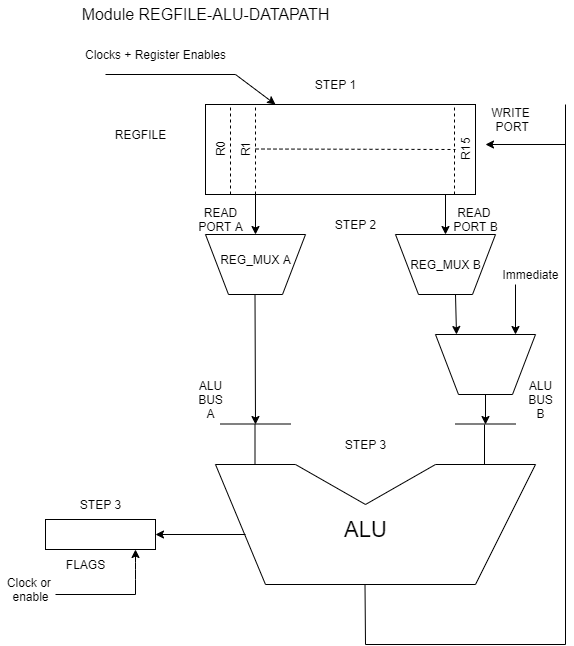 Module REGFILE-ALU-DATAPATH
Clocks + Register Enables
STEP 1
WRITE
PORT
REGFILE
R0
R1
R15
READ
PORT A
STEP 2
READ
PORT B
REG_MUX A
REG_MUX B
Immediate
ALU
BUS
A
ALU
BUS
B
STEP 3
STEP 3
ALU
FLAGS
Clock or
enable